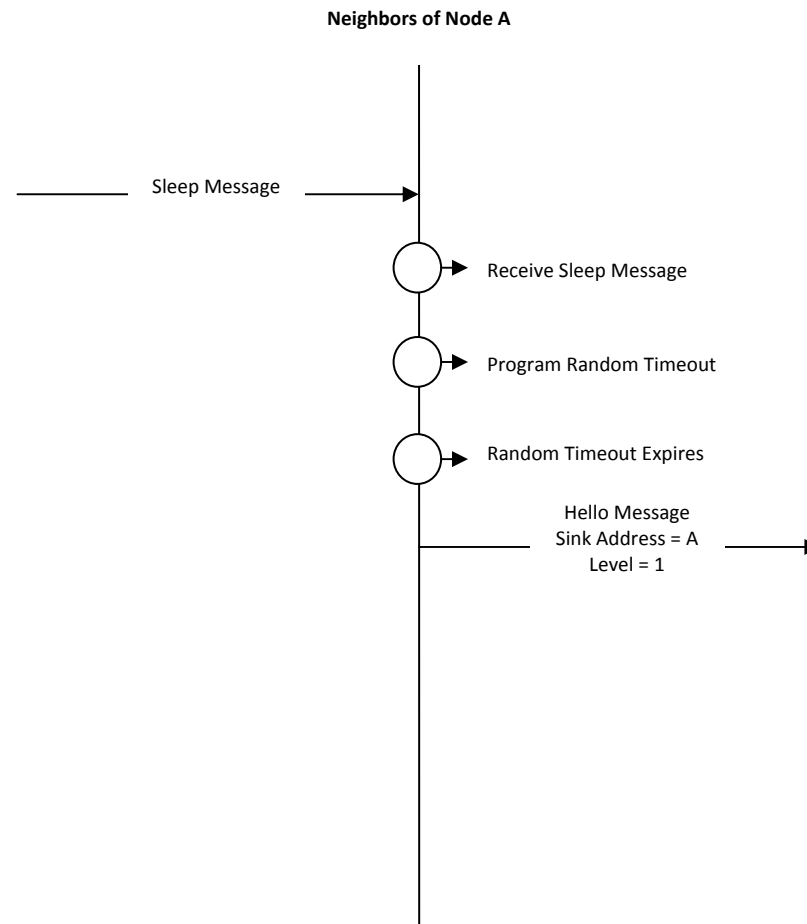 Neighbors of Node A
Sleep Message
Receive Sleep Message
Program Random Timeout
Random Timeout Expires
Hello Message
Sink Address = A
Level = 1